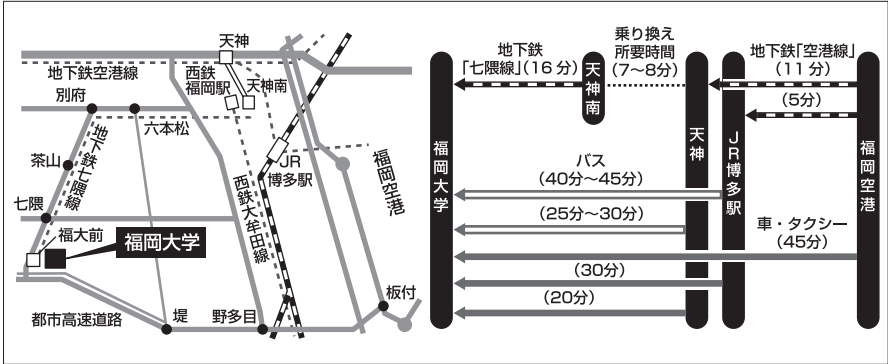 天神
地下鉄空港線
西鉄
福岡駅
天神南
別府
六本松
地下鉄七隈線
茶山
七隈
福大前
福岡大学
JR
博多駅
福岡空港
西鉄大牟田線
都市高速道路
堤
野多目
板付
地下鉄
「七隈線」(16分)
天神南
乗り換え
所要時間
(7〜8分)
地下鉄「空港線」
(11分)
(5分)
福岡大学
天神
JR博多駅
福岡空港
バス
(40分〜45分)
(25分〜30分)
車・タクシー
(45分)
(30分)
(20分)